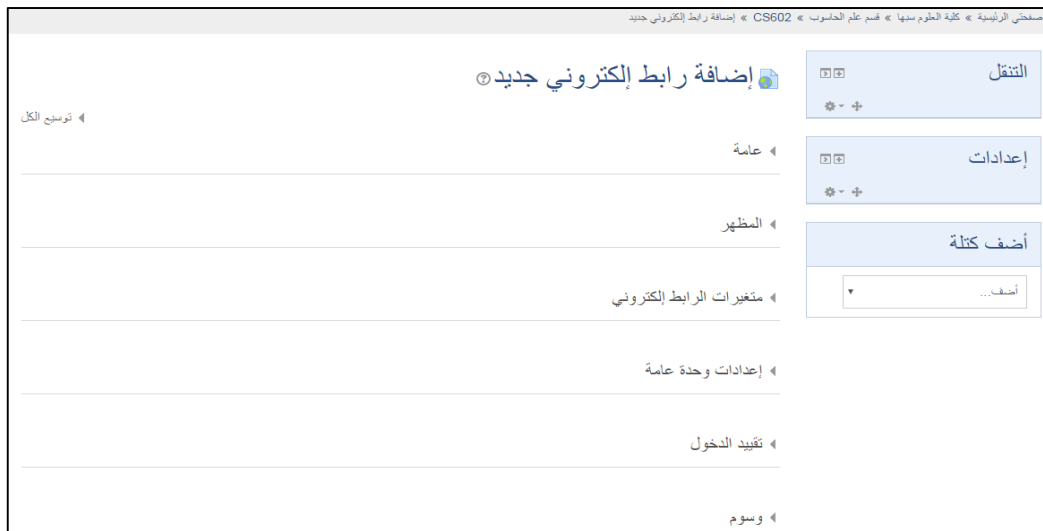 صفحتي الرئيسية » كلية العلوم سبها » قسم علم الحاسوب » CS602 » إضافة رابط إلكتروني جديد
التنقل
إعدادات
أضف كتلة
أضف...
إضافة رابط إلكتروني جديد
توسيع الكل
عامة
المظهر
متغيرات الرابط إلكتروني
إعدادات وحدة عامة
تقييد الدخول
وسوم